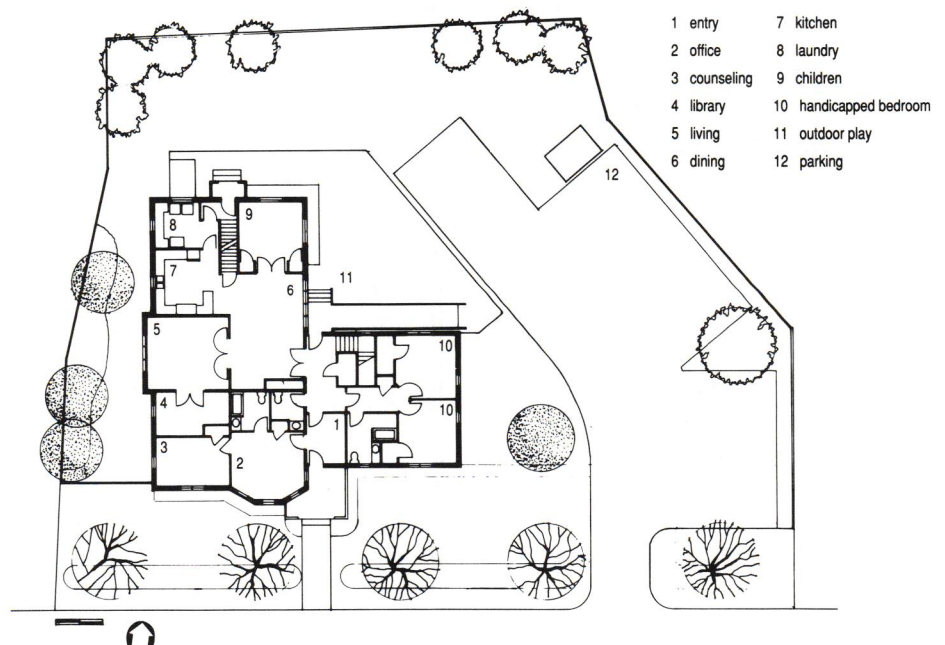 1 entry
2 office
3 counseling
4 library
5 living
6 dining
7 kitchen
8 laundry
9 children
10 handicapped bedroom
11 outdoor play
12 parking
12
9
8
7
11
6
5
10
4
10
1
3
2